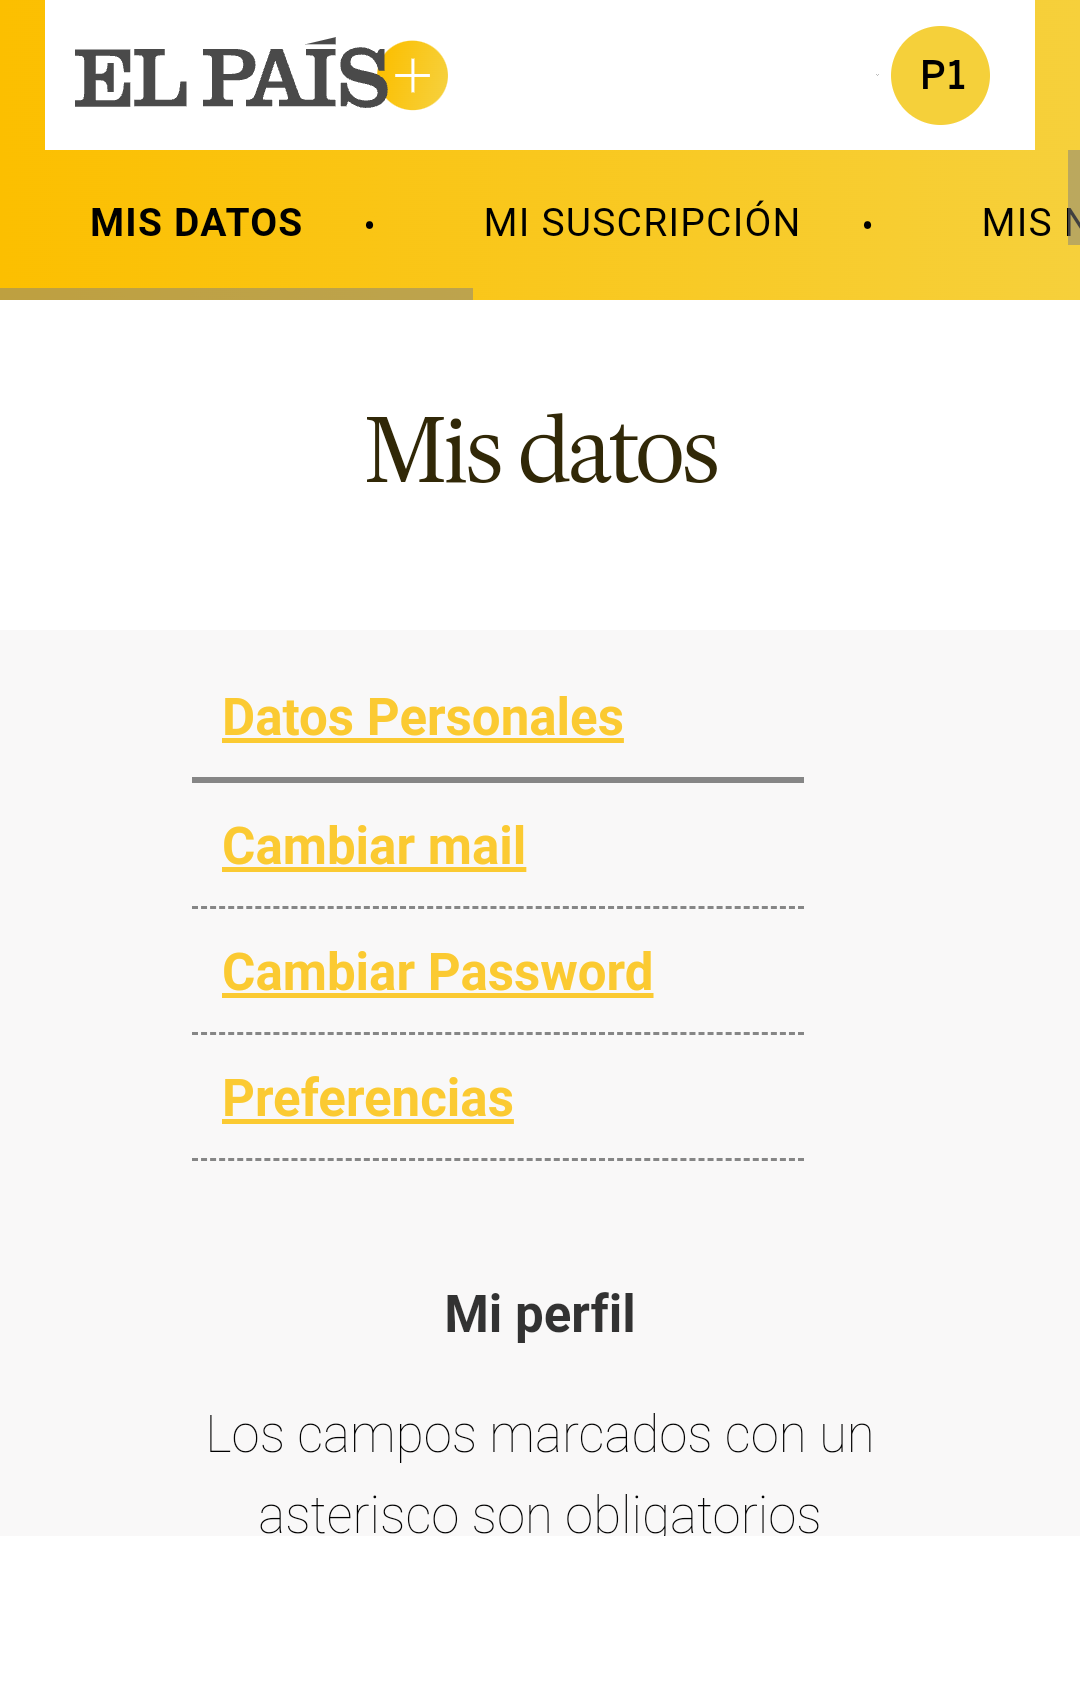 EL PAÍS+
P1
MIS DATOS • MI SUSCRIPCIÓN • MIS
Mis datos
Datos Personales
Cambiar mail
Cambiar Password
Preferencias
Mi perfil
Los campos marcados con un
asterisco son obligatorios